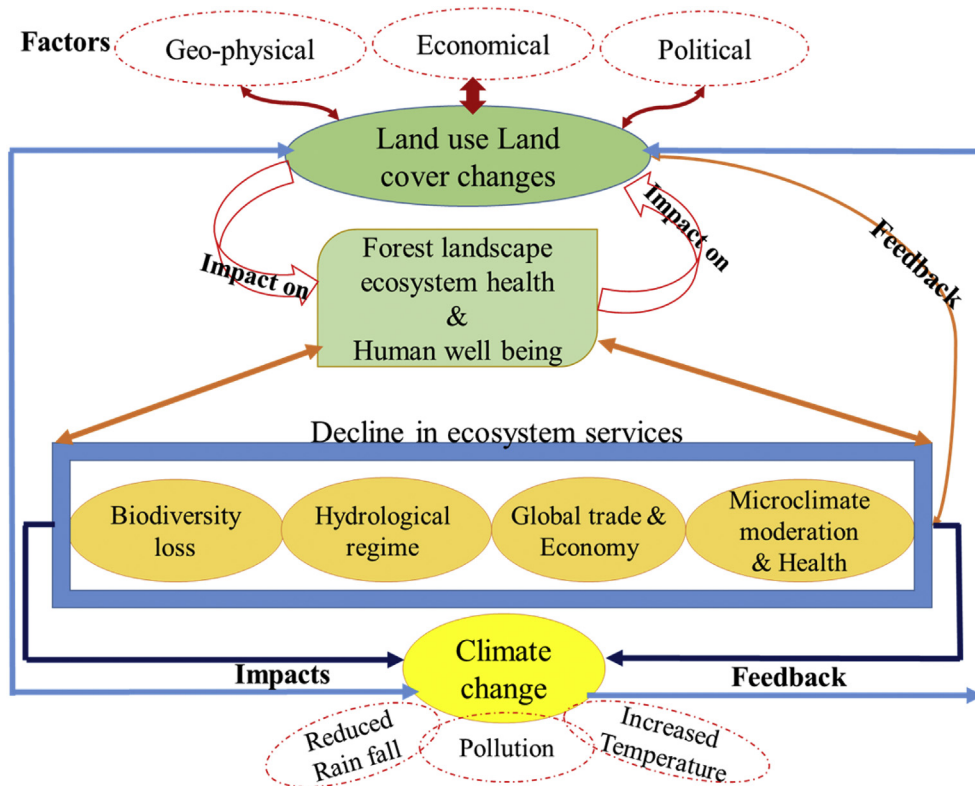 Factors
Geo-physical
Economical
Political
Land use Land
cover changes
Impact on
Impact on
Feedback
Forest landscape
ecosystem health
&
Human well being
Decline in ecosystem services
Biodiversity
loss
Hydrological
regime
Global trade &
Economy
Microclimate
moderation
& Health
Climate
change
Impacts
Feedback
Reduced
Rain fall
Pollution
Increased
Temperature